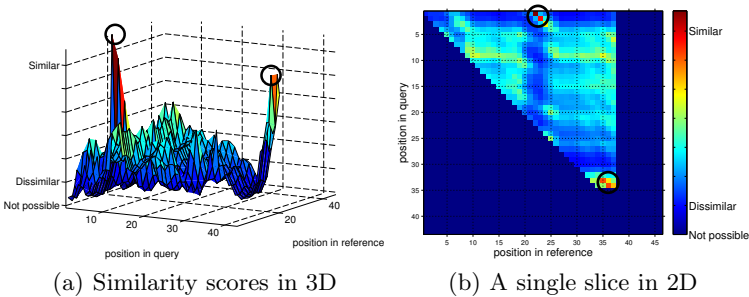 Similar
Dissimilar
Not possible
10
20
30
40
20
40
position in query
position in reference
(a) Similarity scores in 3D
5
10
15
20
25
30
35
40
position in query
5
10
15
20
25
30
35
40
45
position in reference
Similar
Dissimilar
Not possible
(b) A single slice in 2D